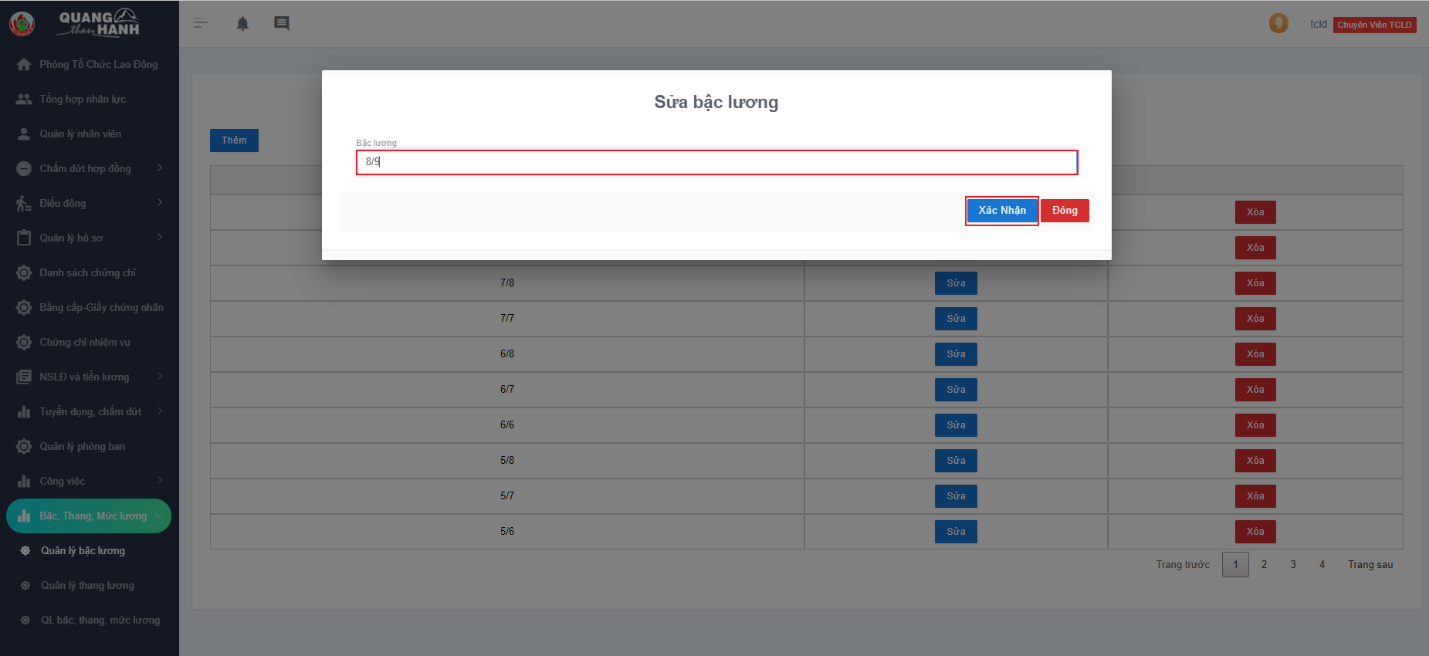 QUANG
than HANH
tcld Chuyên Viên TCLD
Phòng Tổ Chức Lao Động
Tổng hợp nhân lực
Quản lý nhân viên
Chấm dứt hợp đồng
Điều động
Quản lý hồ sơ
Danh sách chứng chỉ
Bằng cấp-Giấy chứng nhận
Chứng chỉ nhiệm vụ
NSLĐ và tiền lương
Tuyển dụng, chấm dứt
Quản lý phòng ban
Công việc
Bậc, Thang, Mức lương
Quản lý bậc lương
Quản lý thang lương
QL bậc, thang, mức lương
Sửa bậc lương
Bậc lương
8/9
Xác Nhận Đóng
Thêm
Xóa
Xóa
7/8 Sửa Xóa
7/7 Sửa Xóa
6/8 Sửa Xóa
6/7 Sửa Xóa
6/6 Sửa Xóa
5/8 Sửa Xóa
5/7 Sửa Xóa
5/6 Sửa Xóa
Trang trước 1 2 3 4 Trang sau